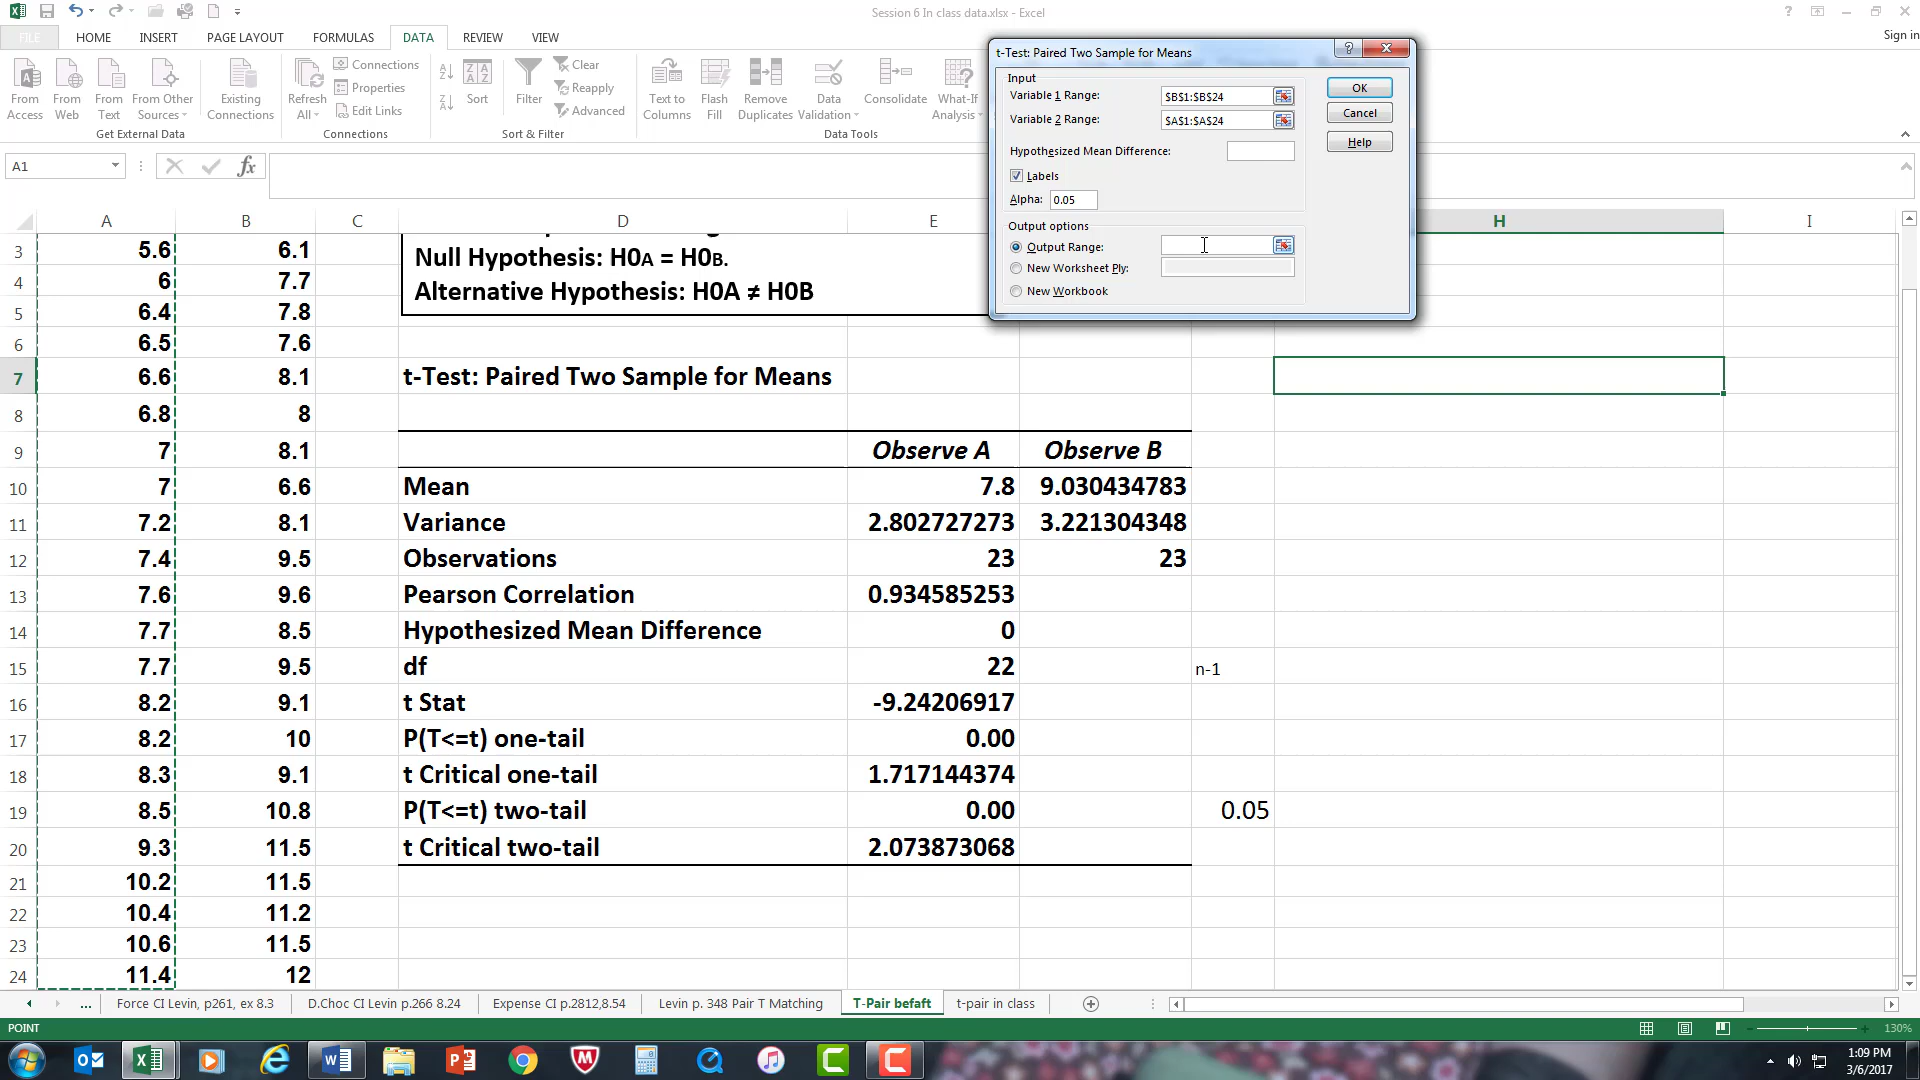 Session 6 In class data.xlsx - Excel
FILE HOME INSERT PAGE LAYOUT FORMULAS DATA REVIEW VIEW
Sign in
From Access From Web From Text From Other Sources Existing Connections Refresh All Connections Properties Edit Links Sort Filter Clear Reapply Advanced Text to Columns Flash Fill Remove Duplicates Data Validation Consolidate What-If Analysis
Get External Data Connections Sort & Filter Data Tools
t-Test: Paired Two Sample for Means
Input
Variable 1 Range: $B$1:$B$24
Variable 2 Range: $A$1:$A$24
Hypothesized Mean Difference:
Labels
Alpha: 0.05
Output options
Output Range:
New Worksheet Ply:
New Workbook
OK
Cancel
Help
A1
A B C D E H I
3 5.6 6.1 Null Hypothesis: H0A = H0B.
4 6 7.7 Alternative Hypothesis: H0A ≠ H0B
5 6.4 7.8
6 6.5 7.6
7 6.6 8.1 t-Test: Paired Two Sample for Means
8 6.8 8
9 7 8.1 Observe A Observe B
10 7 6.6 Mean 7.8 9.030434783
11 7.2 8.1 Variance 2.802727273 3.221304348
12 7.4 9.5 Observations 23 23
13 7.6 9.6 Pearson Correlation 0.934585253
14 7.7 8.5 Hypothesized Mean Difference 0
15 7.7 9.5 df 22 n-1
16 8.2 9.1 t Stat -9.24206917
17 8.2 10 P(T<=t) one-tail 0.00
18 8.3 9.1 t Critical one-tail 1.717144374
19 8.5 10.8 P(T<=t) two-tail 0.00 0.05
20 9.3 11.5 t Critical two-tail 2.073873068
21 10.2 11.5
22 10.4 11.2
23 10.6 11.5
24 11.4 12
... Force CI Levin, p261, ex 8.3 D.Choc CI Levin p.266 8.24 Expense CI p.2812,8.54 Levin p. 348 Pair T Matching T-Pair befaft t-pair in class
POINT 130%
1:09 PM
3/6/2017